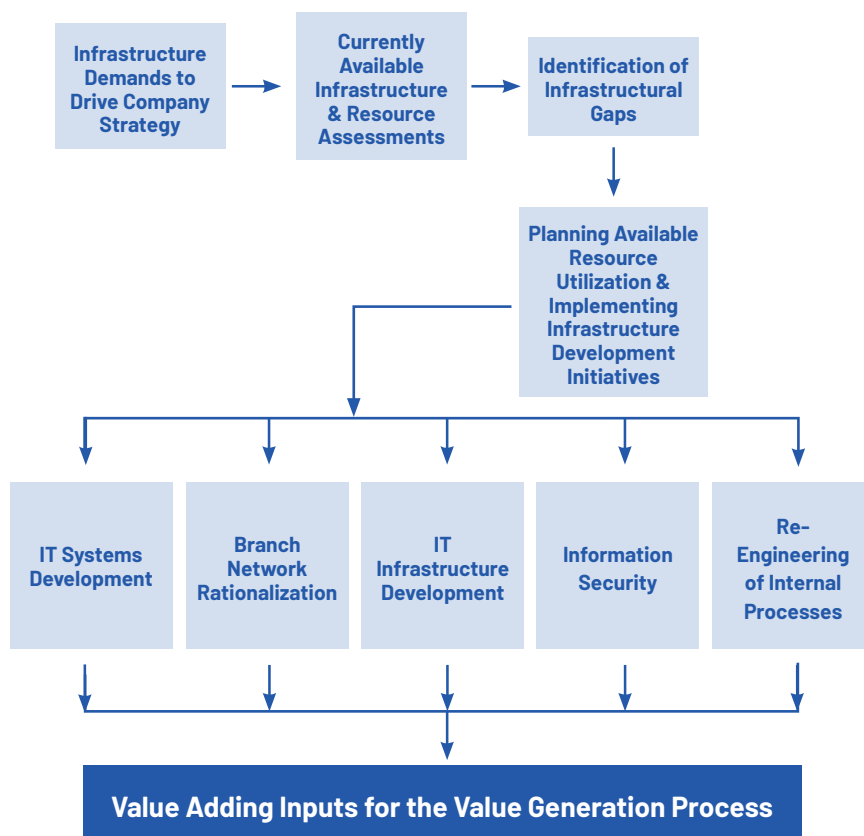 Infrastructure
Demands to
Drive Company
Strategy
Currently
Available
Infrastructure
& Resource
Assessments
Identification of
Infrastructural
Gaps
Planning Available
Resource
Utilization &
Implementing
Infrastructure
Development
Initiatives
IT Systems
Development
Branch
Network
Rationalization
IT
Infrastructure
Development
Information
Security
Re-
Engineering
of Internal
Processes
Value Adding Inputs for the Value Generation Process